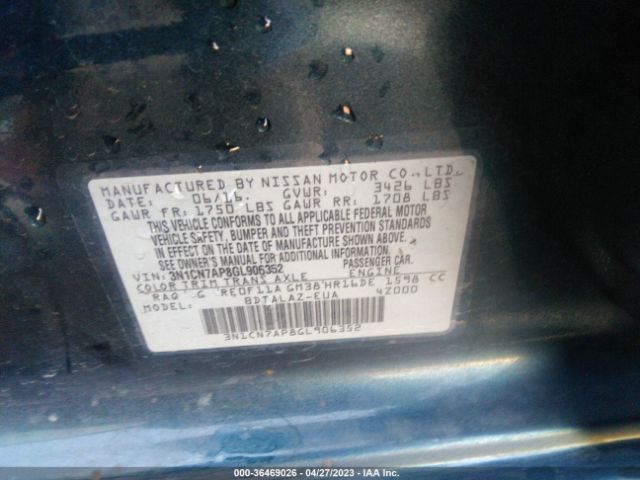 MANUFACTURED BY NISSAN MOTOR CO.,LTD.
DATE: 06/16 GVWR: 3426 LBS
GAWR FR: 1750 LBS GAWR RR: 1708 LBS
THIS VEHICLE CONFORMS TO ALL APPLICABLE FEDERAL MOTOR
VEHICLE SAFETY, BUMPER AND THEFT PREVENTION STANDARDS
IN EFFECT ON THE DATE OF MANUFACTURE SHOWN ABOVE.
SEE OWNER'S MANUAL FOR ADDITIONAL INFORMATION.
VIN: 3N1CN7AP8GL906352 PASSENGER CAR.
COLOR TRIM TRANS AXLE ENGINE
RAQ G RE0F11A GM38 HR16DE 1598 CC
MODEL: BDTALAZ-EUA 42000
3N1CN7AP8GL906352
000-36469026 - 04/27/2023 - IAA Inc.